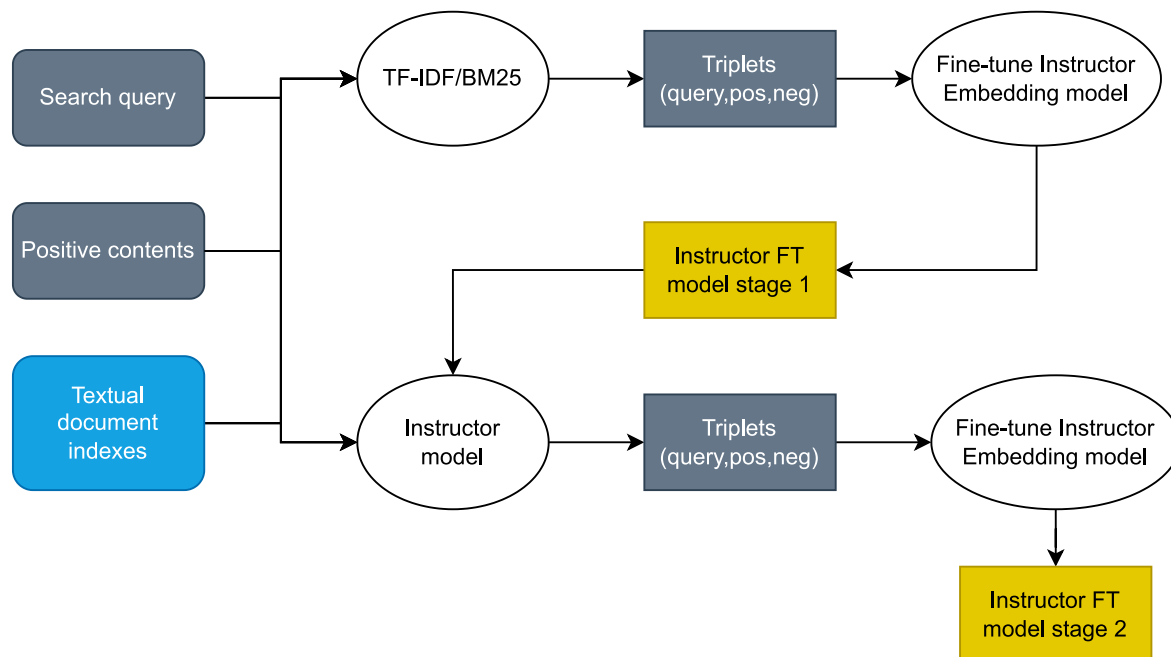 Search query
TF-IDF/BM25
Triplets
(query,pos,neg)
Fine-tune Instructor
Embedding model
Positive contents
Instructor FT
model stage 1
Textual
document
indexes
Instructor
model
Triplets
(query,pos,neg)
Fine-tune Instructor
Embedding model
Instructor FT
model stage 2